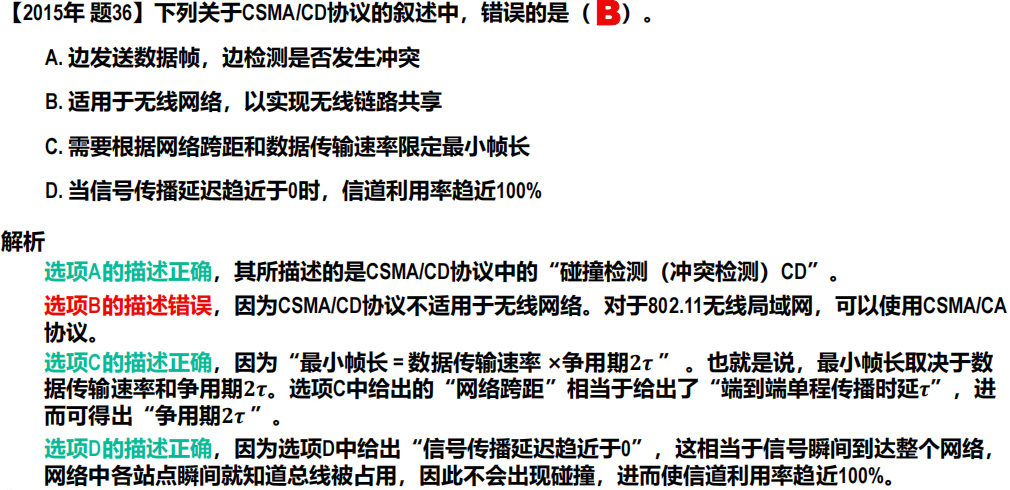 【2015年 题36】下列关于CSMA/CD协议的叙述中，错误的是（ B ）。
A. 边发送数据帧，边检测是否发生冲突
B. 适用于无线网络，以实现无线链路共享
C. 需要根据网络跨距和数据传输速率限定最小帧长
D. 当信号传播延迟趋近于0时，信道利用率趋近100%
解析
选项A的描述正确，其所描述的是CSMA/CD协议中的“碰撞检测（冲突检测）CD”。
选项B的描述错误，因为CSMA/CD协议不适用于无线网络。对于802.11无线局域网，可以使用CSMA/CA
协议。
选项C的描述正确，因为“最小帧长 = 数据传输速率 ×争用期2τ ”。也就是说，最小帧长取决于数
据传输速率和争用期2τ。选项C中给出的“网络跨距”相当于给出了“端到端单程传播时延τ”，进
而可得出“争用期2τ ”。
选项D的描述正确，因为选项D中给出“信号传播延迟趋近于0”，这相当于信号瞬间到达整个网络，
网络中各站点瞬间就知道总线被占用，因此不会出现碰撞，进而使信道利用率趋近100%。